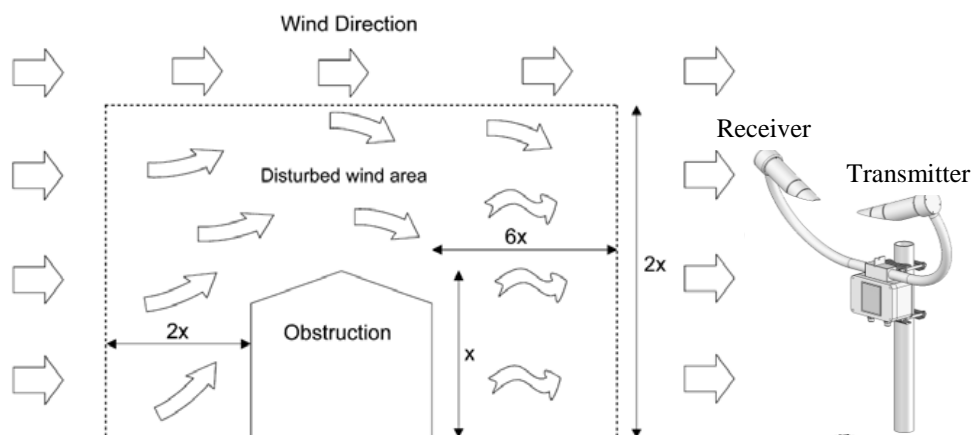 Wind Direction
Receiver
Transmitter
Disturbed wind area
6x
2x
Obstruction
2x
x